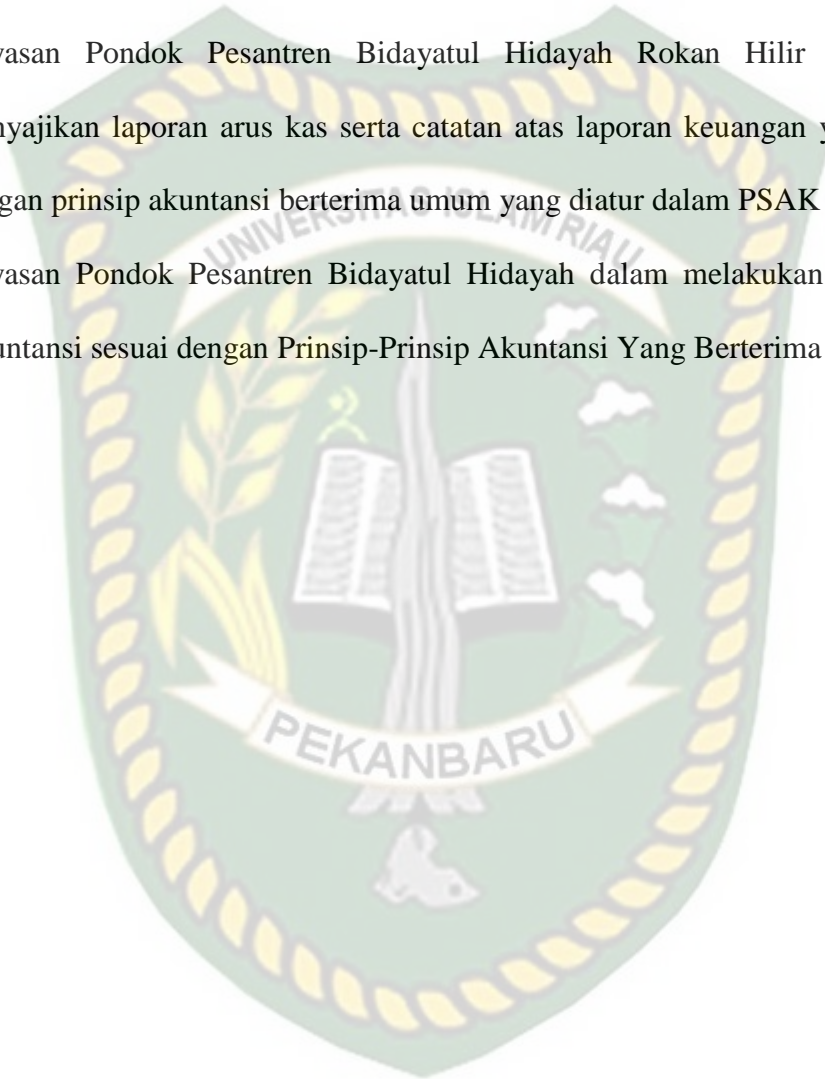 yasan Pondok Pesantren Bidayatul Hidayah Rokan Hilir
nyajikan laporan arus kas serta catatan atas laporan keuangan y
gan prinsip akuntansi berterima umum yang diatur dalam PSAK
UNIVERSITAS ISLAM RIAU
yasan Pondok Pesantren Bidayatul Hidayah dalam melakukan
untansi sesuai dengan Prinsip-Prinsip Akuntansi Yang Berterima
PEKANBARU